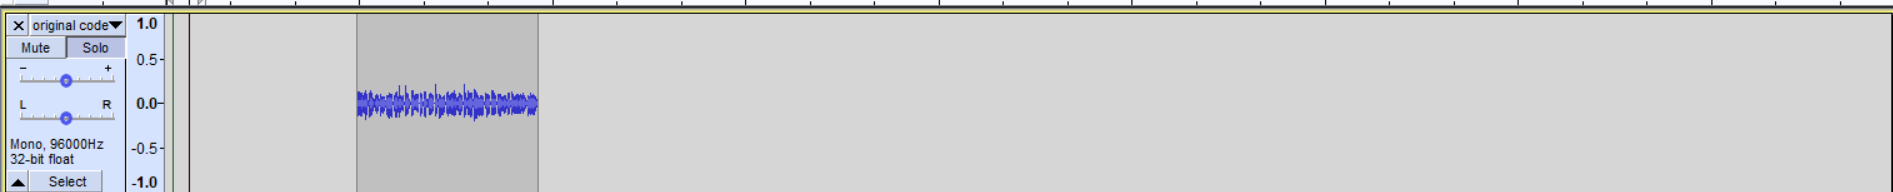 × original code
Mute Solo
- +
L R
Mono, 96000Hz
32-bit float
Select
1.0
0.5
0.0
-0.5
-1.0